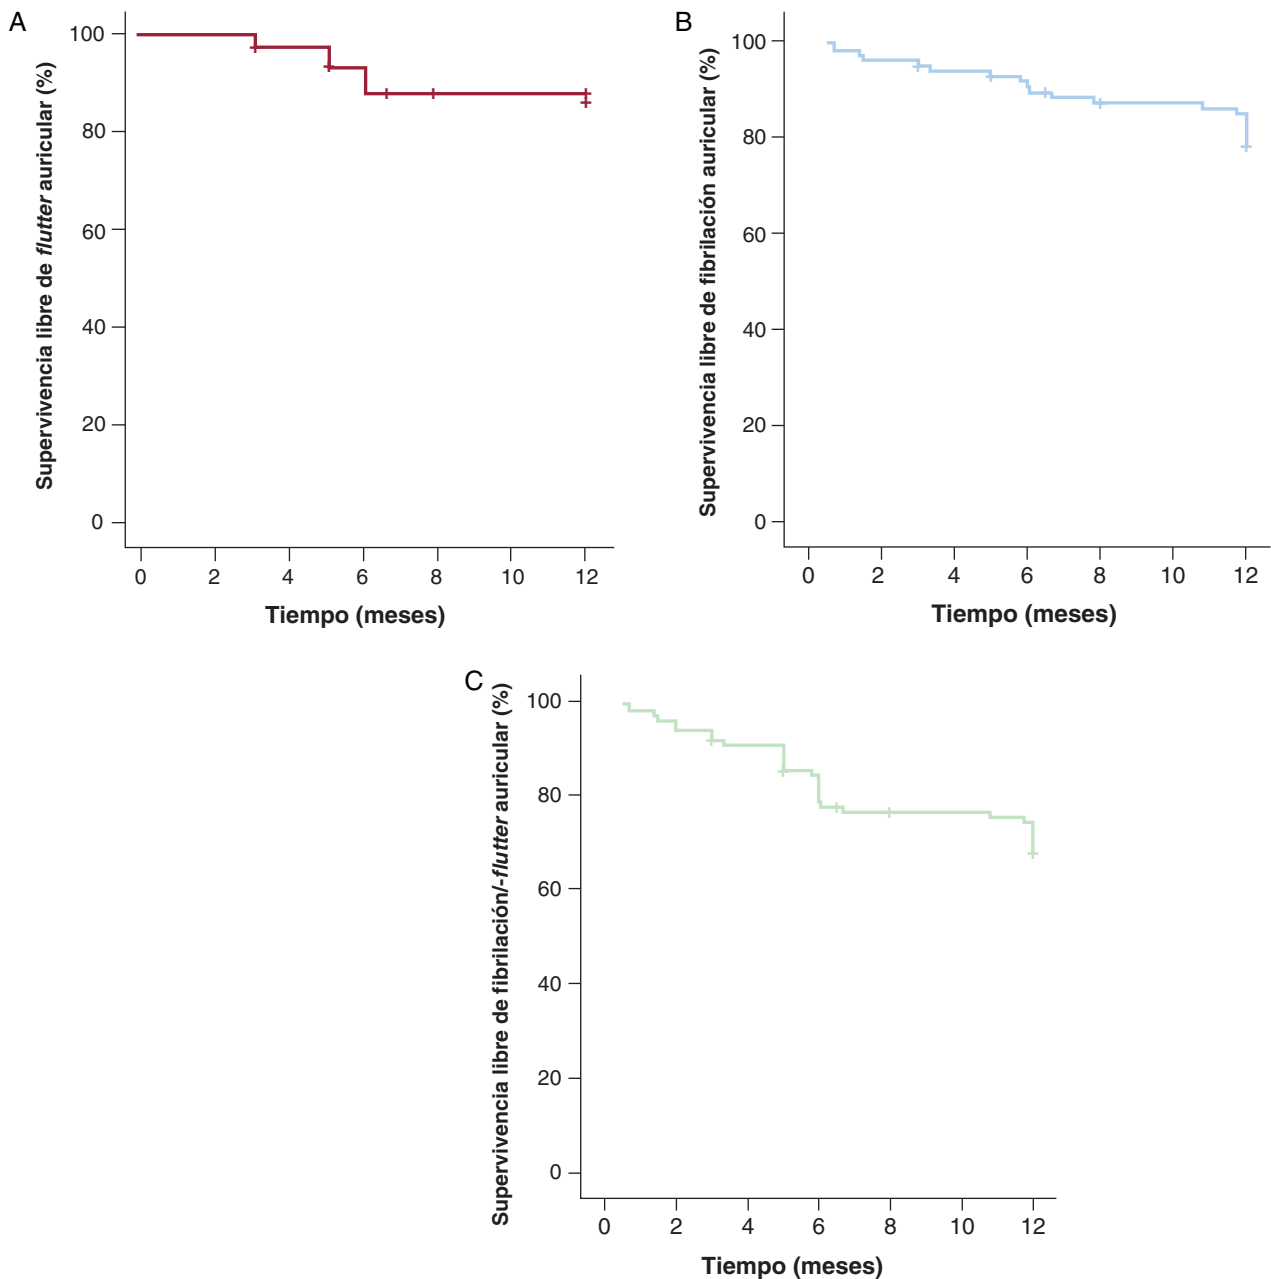 A
Supervivencia libre de flutter auricular (%)
100
80
60
40
20
0
0 2 4 6 8 10 12
Tiempo (meses)
B
Supervivencia libre de fibrilación auricular (%)
100
80
60
40
20
0
0 2 4 6 8 10 12
Tiempo (meses)
C
Supervivencia libre de fibrilación/-flutter auricular (%)
100
80
60
40
20
0
0 2 4 6 8 10 12
Tiempo (meses)